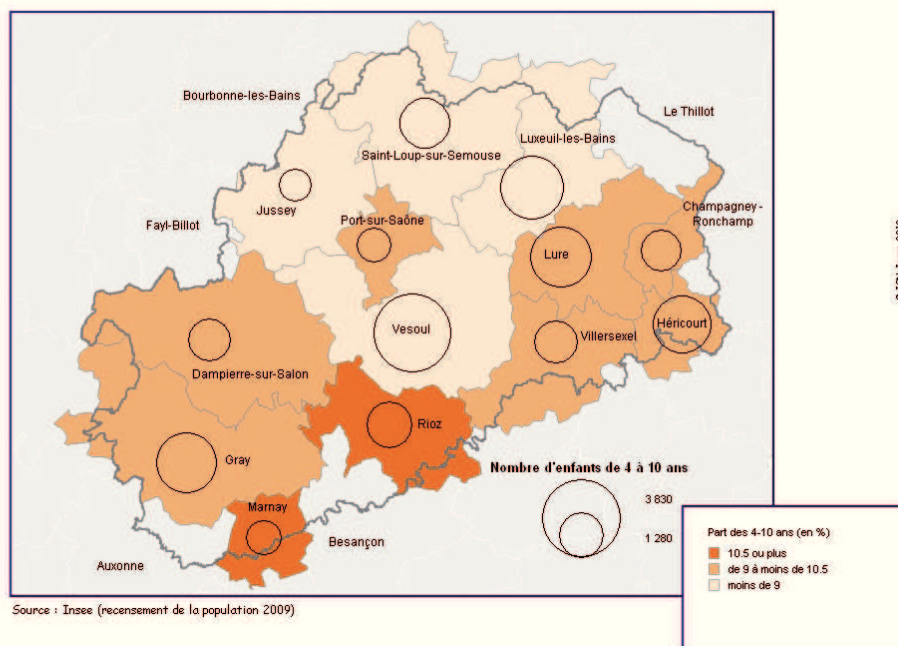 Bourbonne-les-Bains
Le Thillot
Luxeuil-les-Bains
Saint-Loup-sur-Semouse
Jussey
Champagney-
Ronchamp
Port-sur-Saône
Fayl-Billot
Lure
Vesoul
Héricourt
Villersexel
Dampierre-sur-Salon
Rioz
Gray
Nombre d'enfants de 4 à 10 ans
3 830
1 280
Marnay
Besançon
Auxonne
Part des 4-10 ans (en %)
10.5 ou plus
de 9 à moins de 10.5
moins de 9
Source : Insee (recensement de la population 2009)